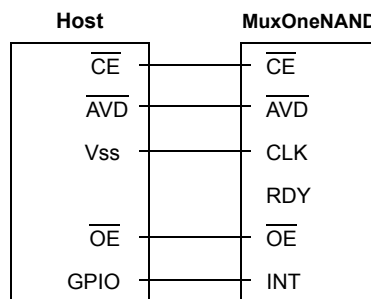 Host MuxOneNAND
CE CE
AVD AVD
Vss CLK
RDY
OE OE
GPIO INT